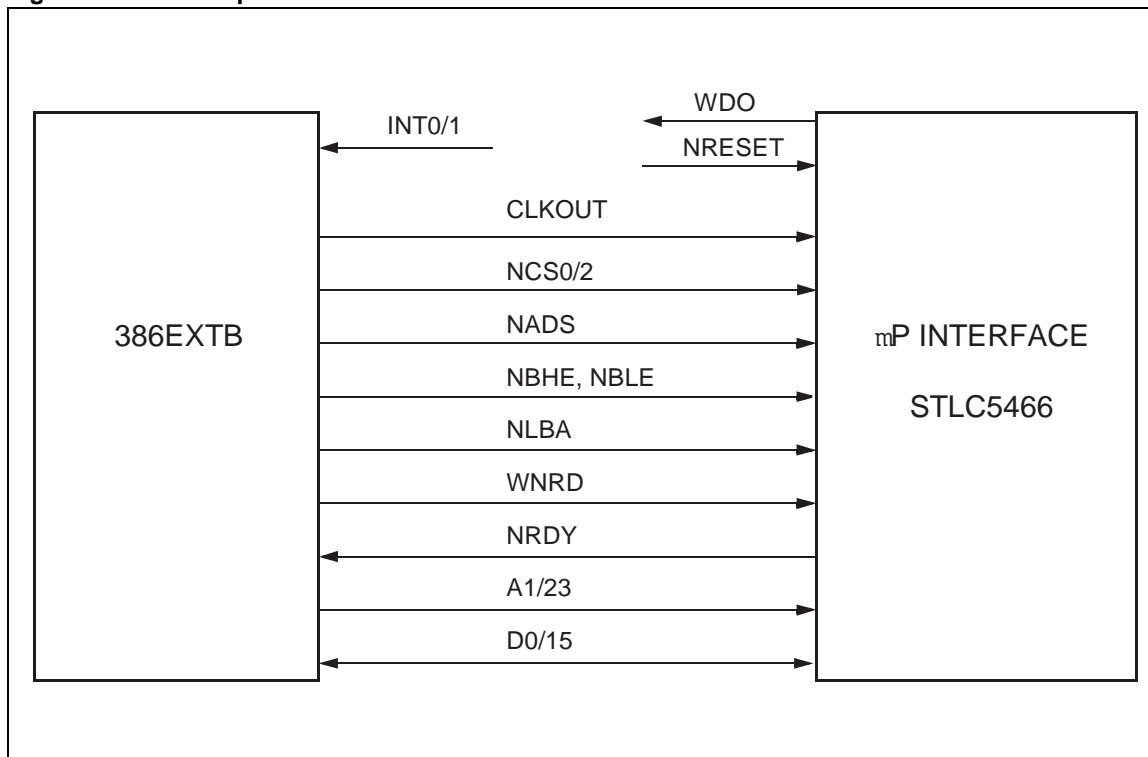 WDO
INT0/1
NRESET
CLKOUT
NCS0/2
NADS
386EXTB
mP INTERFACE
NBHE, NBLE
STLC5466
NLBA
WNRD
NRDY
A1/23
D0/15